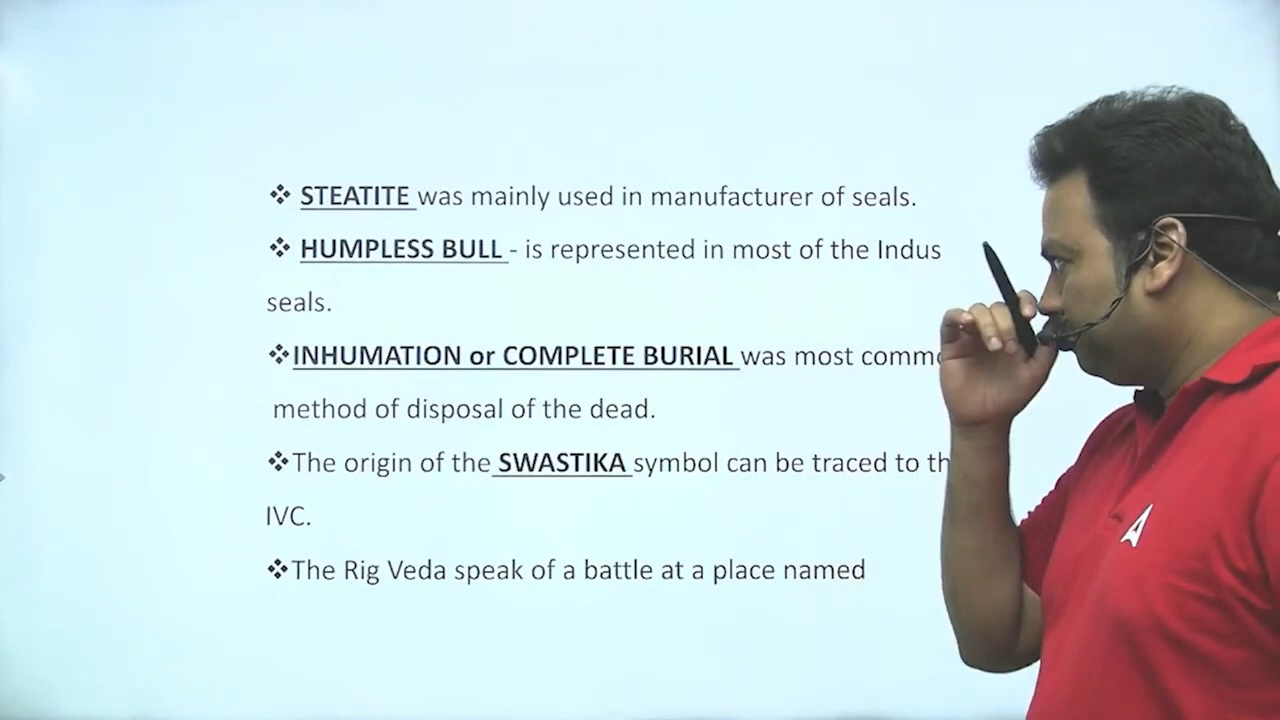 ❖ STEATITE was mainly used in manufacturer of seals.
❖ HUMPLESS BULL - is represented in most of the Indus
seals.
❖INHUMATION or COMPLETE BURIAL was most
method of disposal of the dead.
❖The origin of the SWASTIKA symbol can be traced to
IVC.
❖The Rig Veda speak of a battle at a place named